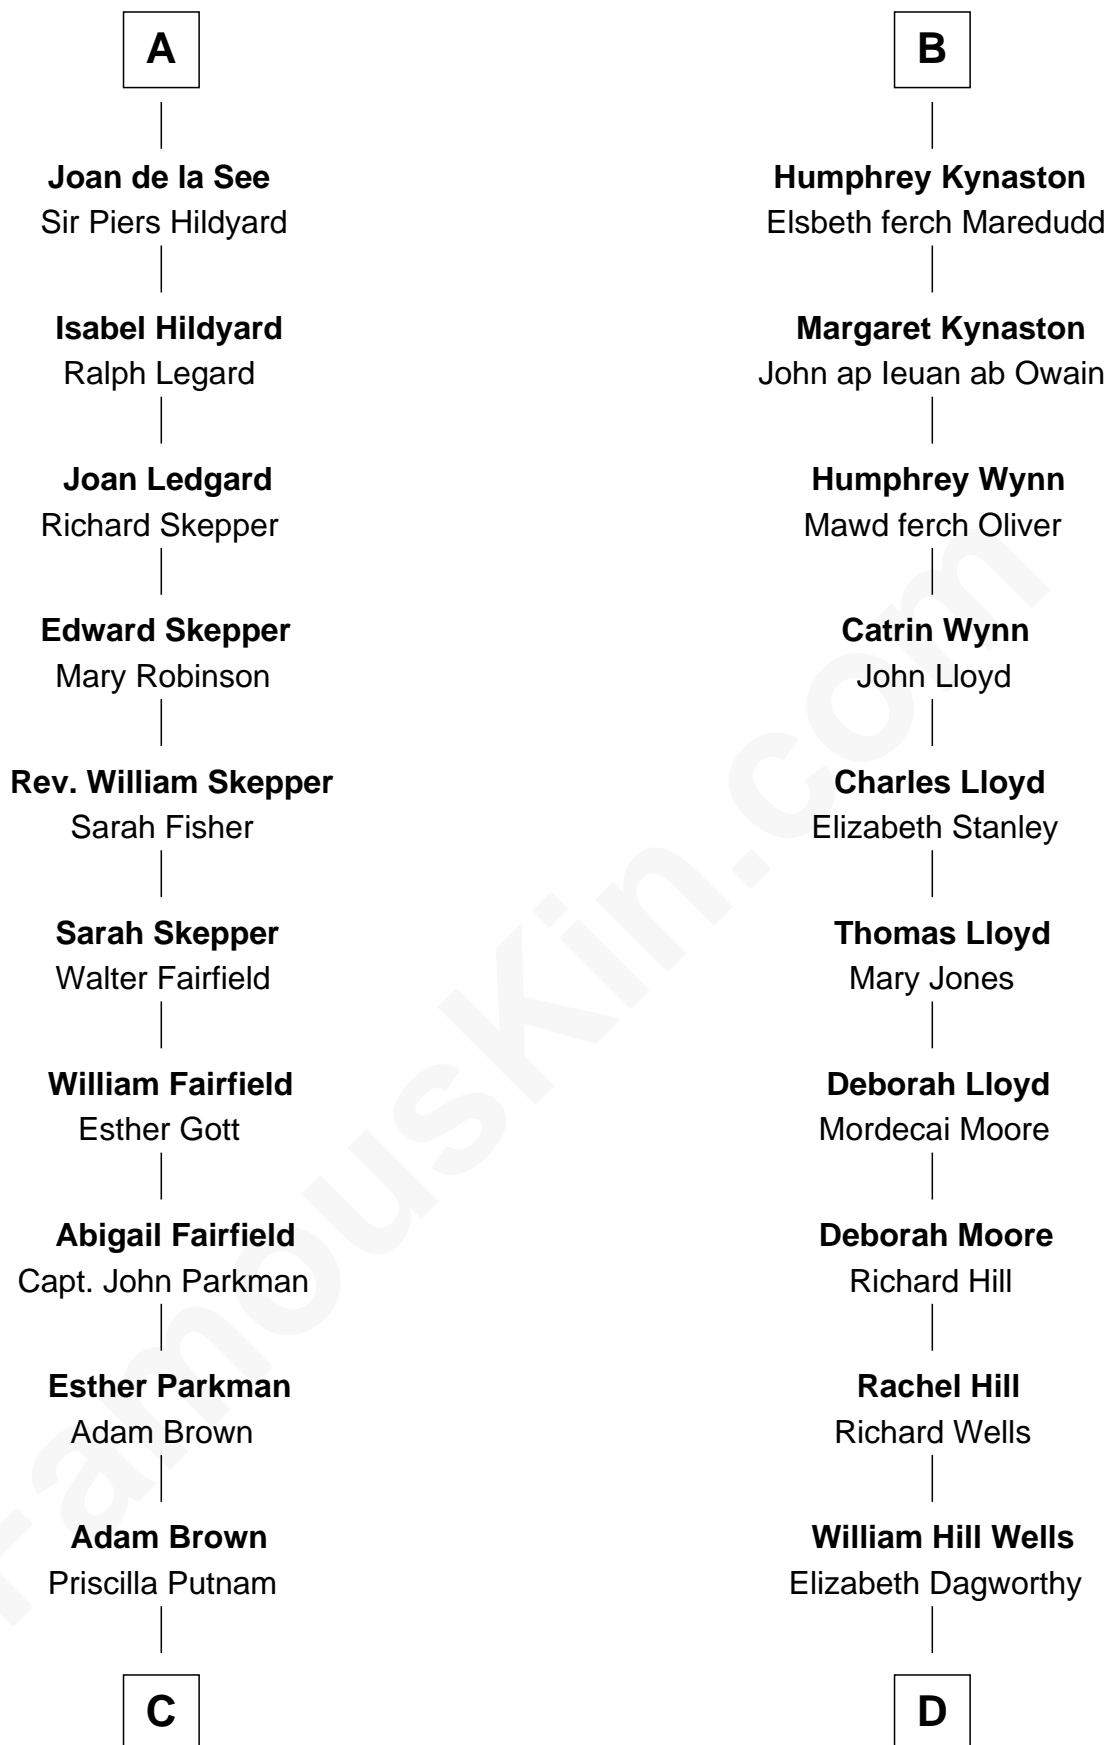 A
Joan de la See
Sir Piers Hildyard
Isabel Hildyard
Ralph Legard
Joan Ledgard
Richard Skepper
Edward Skepper
Mary Robinson
Rev. William Skepper
Sarah Fisher
Sarah Skepper
Walter Fairfield
William Fairfield
Esther Gott
Abigail Fairfield
Capt. John Parkman
Esther Parkman
Adam Brown
Adam Brown
Priscilla Putnam
C
B
Humphrey Kynaston
Elsbeth ferch Maredudd
Margaret Kynaston
John ap Ieuan ab Owain
Humphrey Wynn
Mawd ferch Oliver
Catrin Wynn
John Lloyd
Charles Lloyd
Elizabeth Stanley
Thomas Lloyd
Mary Jones
Deborah Lloyd
Mordecai Moore
Deborah Moore
Richard Hill
Rachel Hill
Richard Wells
William Hill Wells
Elizabeth Dagworthy
D
FamousKin.com